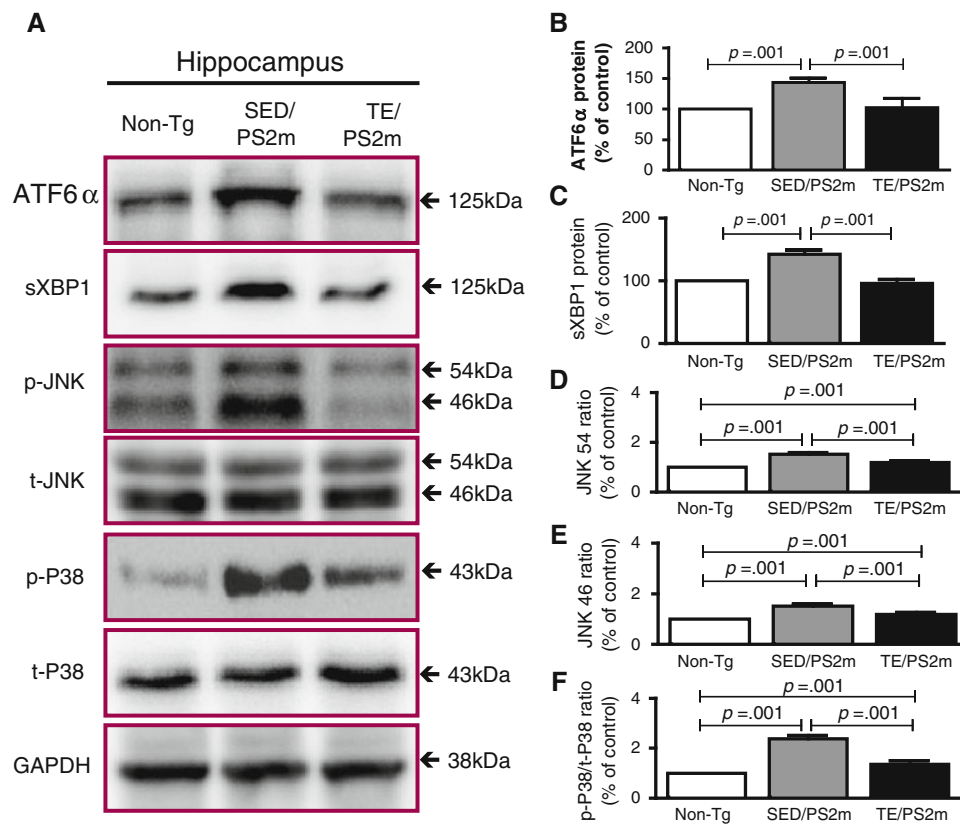 A
Hippocampus
Non-Tg
SED/
PS2m
TE/
PS2m
ATF6 α
125kDa
sXBP1
125kDa
p-JNK
54kDa
46kDa
t-JNK
54kDa
46kDa
p-P38
43kDa
t-P38
43kDa
GAPDH
38kDa
B
ATF6 α protein
(% of control)
200
150
100
50
0
p =.001
p =.001
Non-Tg
SED/PS2m
TE/PS2m
C
sXBP1 protein
(% of control)
200
100
0
p =.001
p =.001
Non-Tg
SED/PS2m
TE/PS2m
D
JNK 54 ratio
(% of control)
4
2
0
p =.001
p =.001
p =.001
Non-Tg
SED/PS2m
TE/PS2m
E
JNK 46 ratio
(% of control)
4
2
0
p =.001
p =.001
p =.001
Non-Tg
SED/PS2m
TE/PS2m
F
p-P38/t-P38 ratio
(% of control)
4
2
0
p =.001
p =.001
p =.001
Non-Tg
SED/PS2m
TE/PS2m